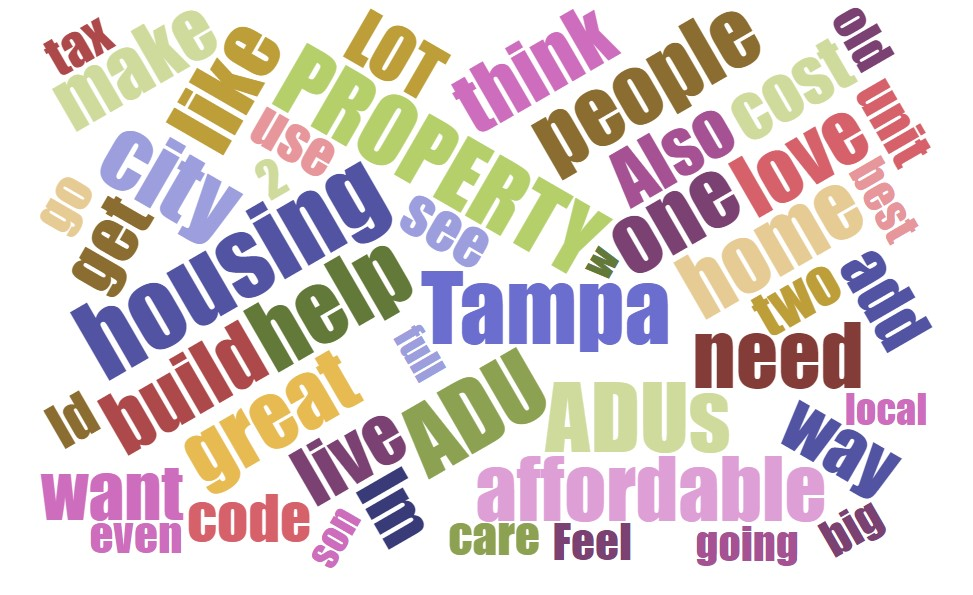 tax
make
like
LOT
think
people
old
PROPERTY
use
cost
unit
Also
love
best
city
2
go
get
see
one
w
home
housing
help
Tampa
two
add
build
full
need
ld
great
live
ADU
ADUs
local
way
want
even
code
um
son
affordable
care
Feel
going
big